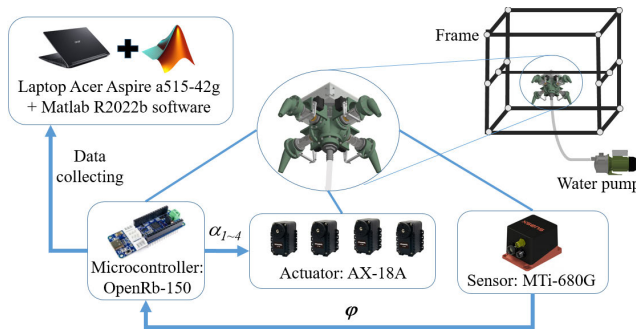 Frame
Laptop Acer Aspire a515-42g
+ Matlab R2022b software
Data
collecting
Water pump
α1~4
Microcontroller:
OpenRb-150
Actuator: AX-18A
Sensor: MTi-680G
φ